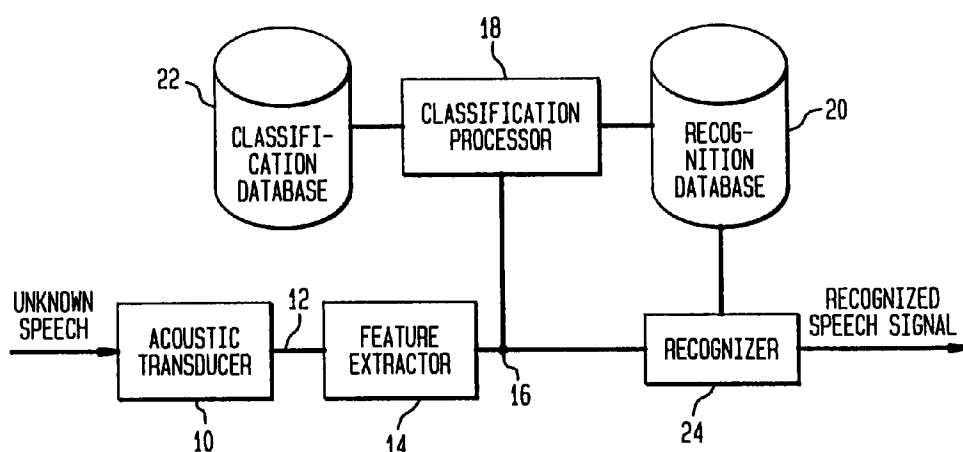 18
22
CLASSIFI-
CATION
DATABASE
CLASSIFICATION
PROCESSOR
RECOG-
NITION
DATABASE
20
UNKNOWN
SPEECH
ACOUSTIC
TRANSDUCER
12
FEATURE
EXTRACTOR
RECOGNIZER
RECOGNIZED
SPEECH SIGNAL
10
14
16
24